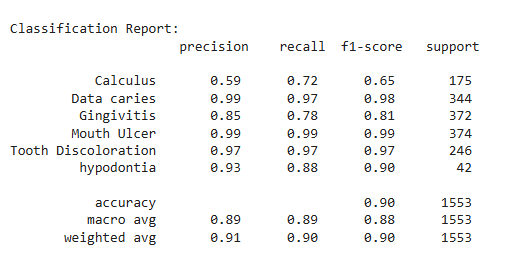 Classification Report:
precision recall f1-score support
Calculus 0.59 0.72 0.65 175
Data caries 0.99 0.97 0.98 344
Gingivitis 0.85 0.78 0.81 372
Mouth Ulcer 0.99 0.99 0.99 374
Tooth Discoloration 0.97 0.97 0.97 246
hypodontia 0.93 0.88 0.90 42
accuracy 0.90 1553
macro avg 0.89 0.89 0.88 1553
weighted avg 0.91 0.90 0.90 1553